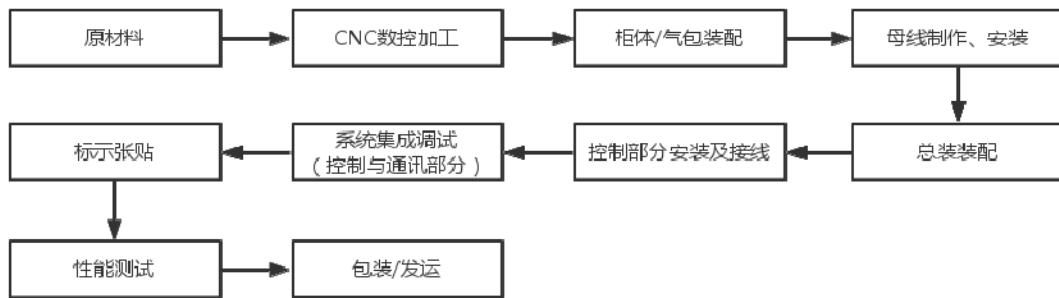 原材料
CNC数控加工
柜体/气包装配
母线制作、安装
总装装配
控制部分安装及接线
系统集成调试
（控制与通讯部分）
标示张贴
性能测试
包装/发运